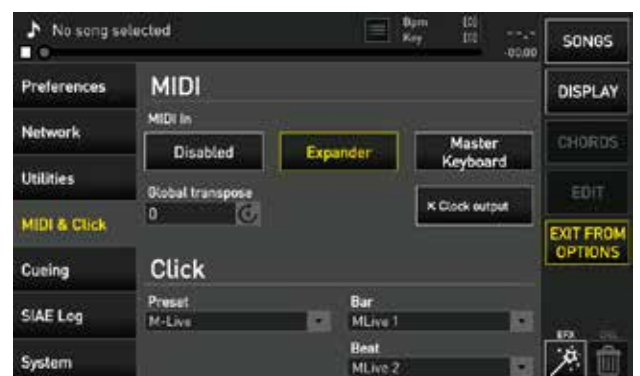 No song selected
Bpm
Key
--.-
-00:00
SONGS
Preferences
Network
Utilities
MIDI & Click
Cueing
SIAE Log
System
MIDI
MIDI In
Disabled
Expander
Master
Keyboard
Global transpose
0
× Clock output
Click
Preset
M-Live
Bar
MLive 1
Beat
MLive 2
DISPLAY
CHORDS
EDIT
EXIT FROM
OPTIONS
EFX